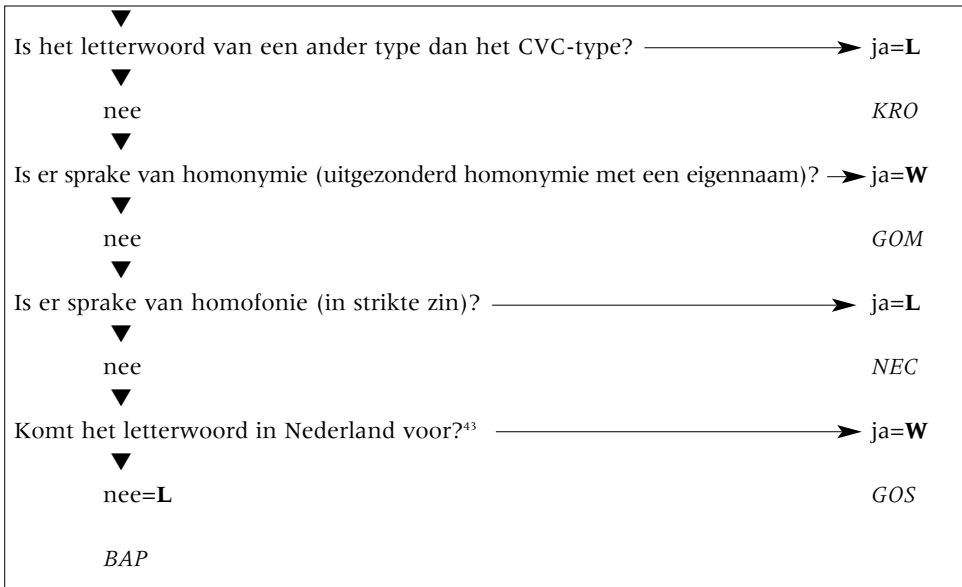 Is het letterwoord van een ander type dan het CVC-type? ja=L
nee KRO
Is er sprake van homonymie (uitgezonderd homonymie met een eigennaam)? ja=W
nee GOM
Is er sprake van homofonie (in strikte zin)? ja=L
nee NEC
Komt het letterwoord in Nederland voor?43 ja=W
nee=L GOS
BAP